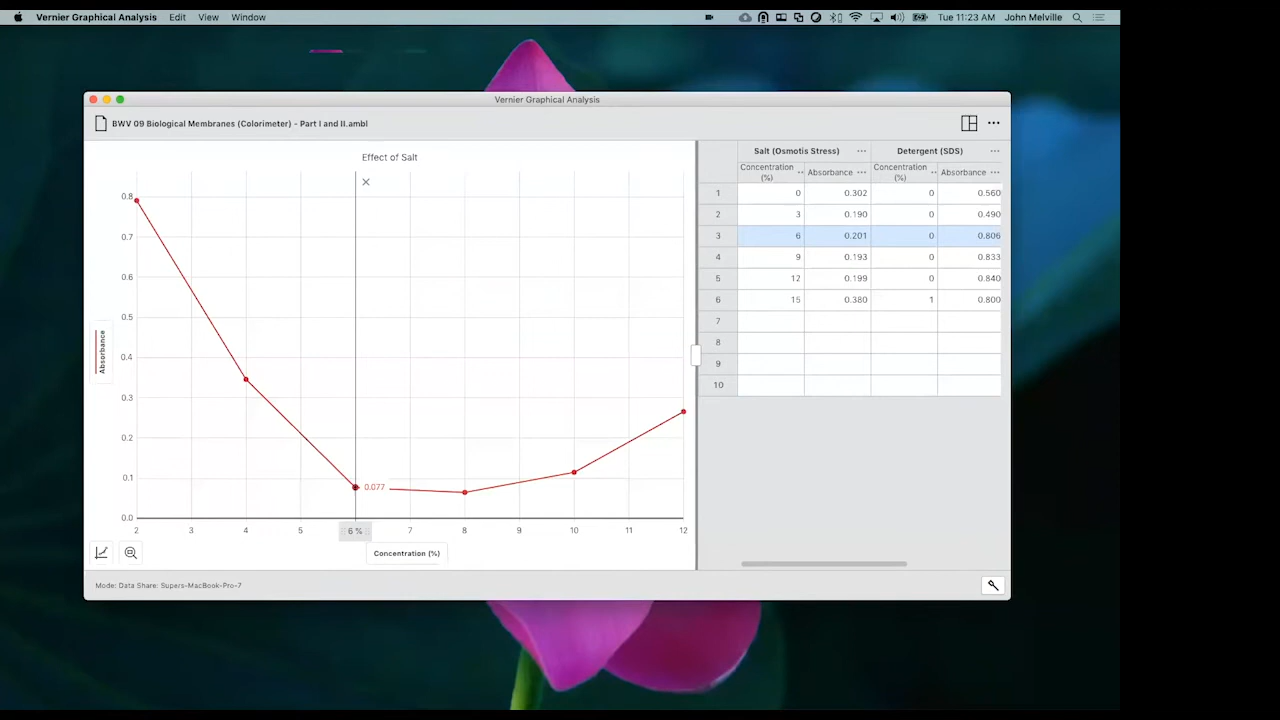 Vernier Graphical Analysis Edit View Window Tue 11:23 AM John Melville
Vernier Graphical Analysis
BWV 09 Biological Membranes (Colorimeter) - Part I and II.ambl
Effect of Salt
0.8
0.7
0.6
0.5
0.4
0.3
0.2
0.1
0.0
Absorbance
0.077
2 3 4 5 6 % 7 8 9 10 11 12
Concentration (%)
Salt (Osmotis Stress) ··· Detergent (SDS) ···
Concentration (%) ·· Absorbance ··· Concentration (%) ·· Absorbance ···
1 0 0.302 0 0.560
2 3 0.190 0 0.490
3 6 0.201 0 0.806
4 9 0.193 0 0.833
5 12 0.199 0 0.840
6 15 0.380 1 0.800
7
8
9
10
Mode: Data Share: Supers-MacBook-Pro-7